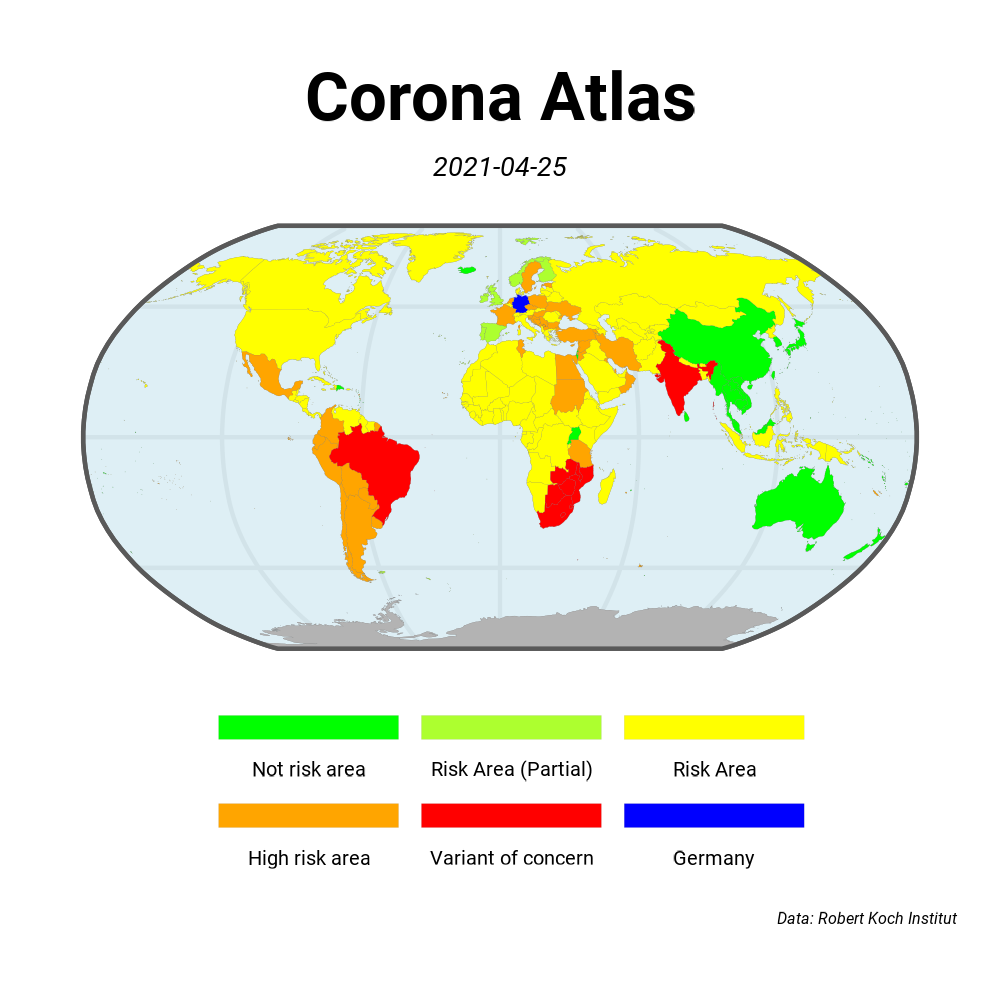 Corona Atlas
2021-04-25
Not risk area
Risk Area (Partial)
Risk Area
High risk area
Variant of concern
Germany
Data: Robert Koch Institut